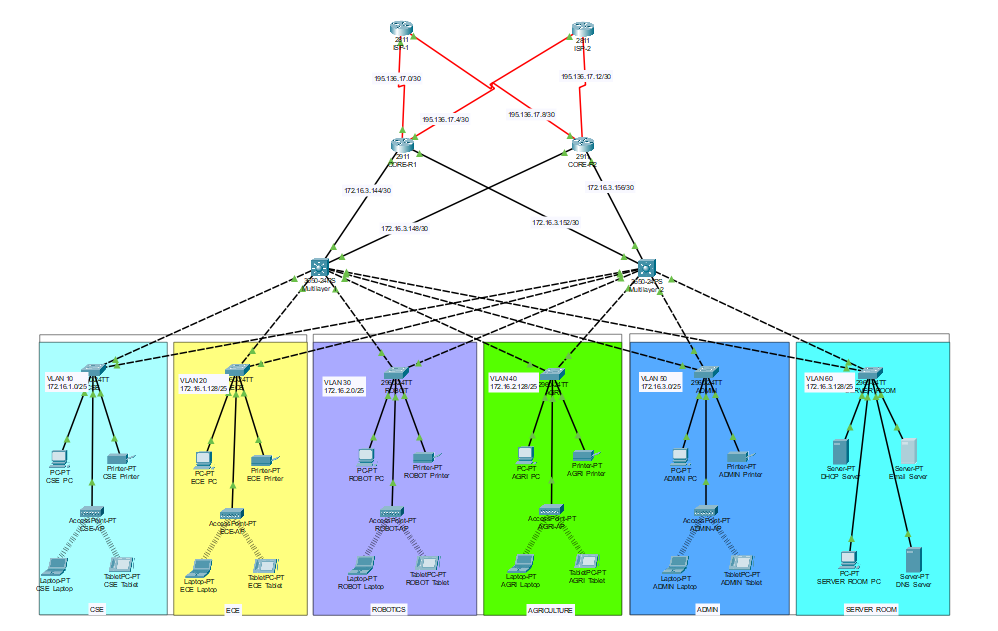 2811
ISP-1
2811
ISP-2
195.136.17.0/30
195.136.17.12/30
195.136.17.4/30
195.136.17.8/30
2911
CORE-R1
CORE-R2
172.16.3.144/30
172.16.3.156/30
172.16.3.148/30
172.16.3.152/30
VLAN 10
172.16.1.0/25
VLAN 20
172.16.1.128/25
ECE
VLAN 30
172.16.2.0/25
ROBOT
VLAN 40
172.16.2.128/25
AGRI
VLAN 50
172.16.3.0/25
ADMIN
VLAN 60
172.16.3.128/25
PC-PT
CSE PC
Printer-PT
CSE Printer
PC-PT
ECE PC
Printer-PT
ECE Printer
PC-PT
ROBOT PC
Printer-PT
ROBOT Printer
PC-PT
AGRI PC
Printer-PT
AGRI Printer
PC-PT
ADMIN PC
Printer-PT
ADMIN Printer
Server-PT
DHCP Server
Server-PT
Email Server
AccessPoint-PT
CSE-AP
AccessPoint-PT
ECE-AP
AccessPoint-PT
ROBOT-AP
AccessPoint-PT
AGRI-AP
AccessPoint-PT
ADMIN-AP
Laptop-PT
CSE Laptop
TabletPC-PT
CSE Tablet
Laptop-PT
ECE Laptop
TabletPC-PT
ECE Tablet
Laptop-PT
ROBOT Laptop
TabletPC-PT
ROBOT Tablet
Laptop-PT
AGRI Laptop
TabletPC-PT
AGRI Tablet
Laptop-PT
ADMIN Laptop
TabletPC-PT
ADMIN Tablet
PC-PT
SERVER ROOM PC
Server-PT
DNS Server
CSE
ECE
ROBOTICS
AGRICULTURE
ADMIN
SERVER ROOM